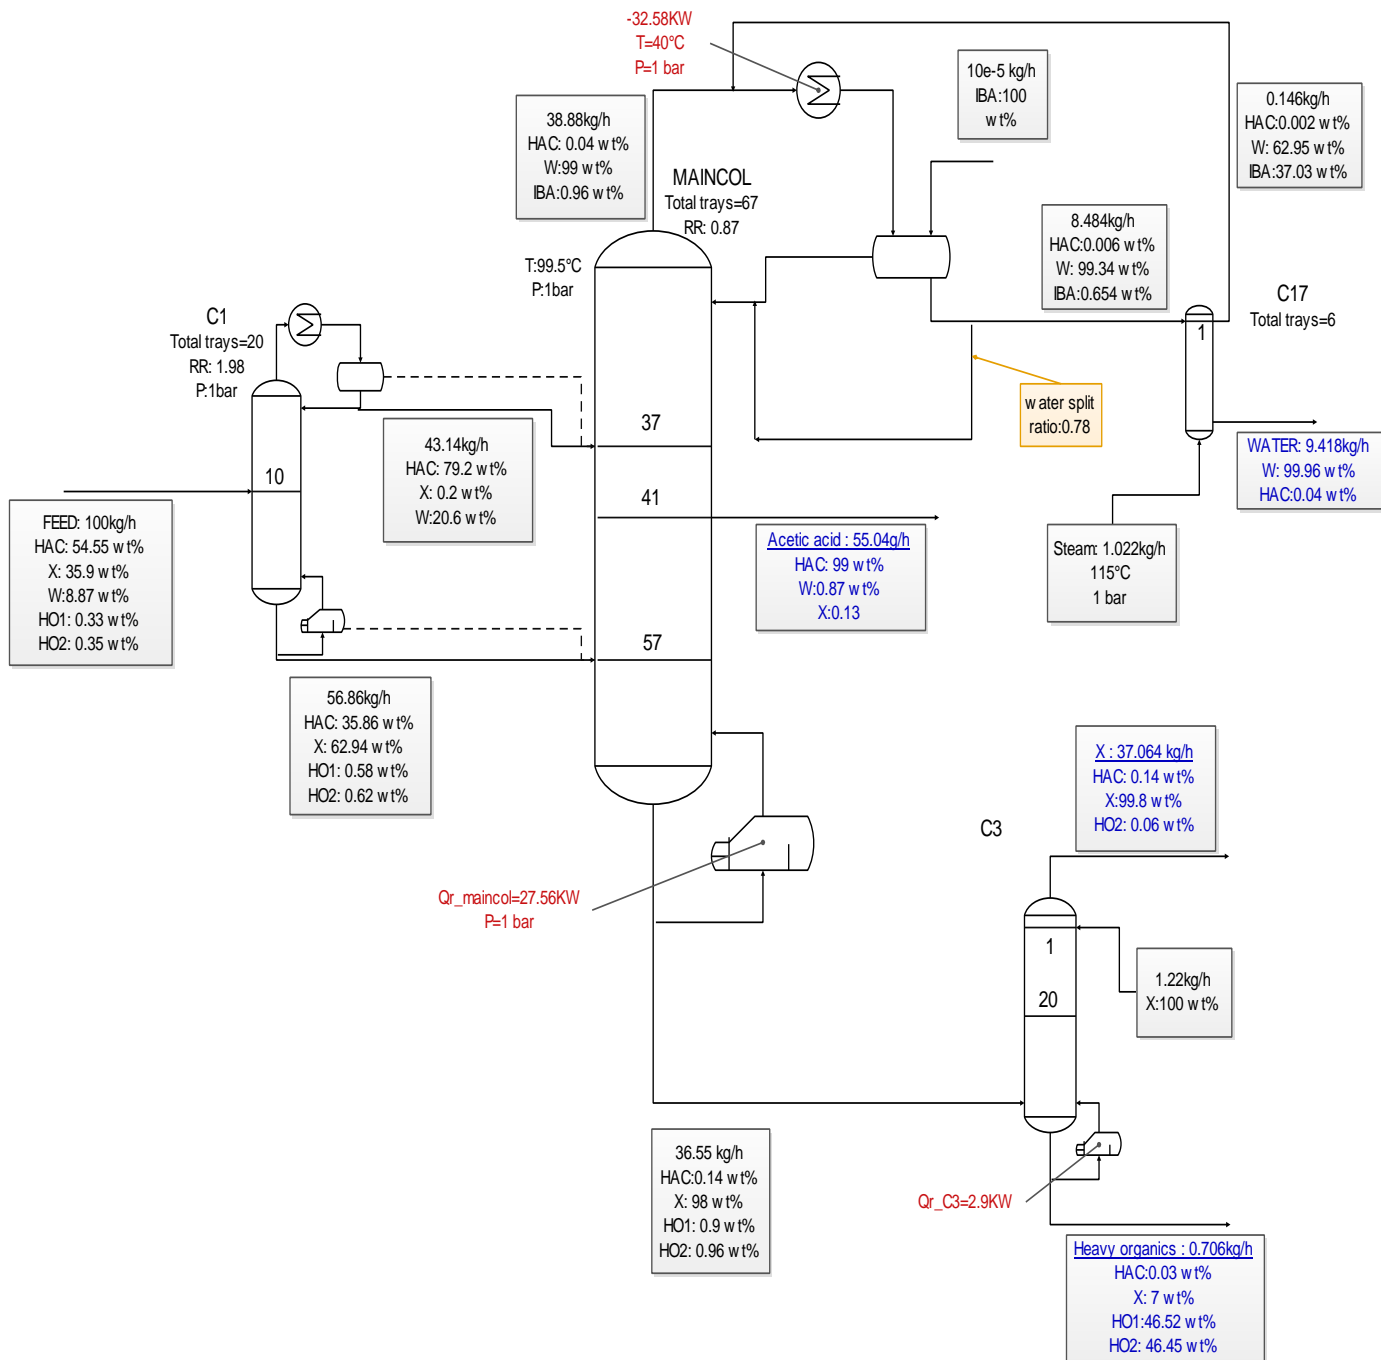 -32.58KW
T=40°C
P=1 bar
10e-5 kg/h
IBA:100
wt%
0.146kg/h
HAC:0.002 wt%
W: 62.95 wt%
IBA:37.03 wt%
38.88kg/h
HAC: 0.04 wt%
W:99 wt%
IBA:0.96 wt%
MAINCOL
Total trays=67
RR: 0.87
8.484kg/h
HAC:0.006 wt%
W: 99.34 wt%
IBA:0.654 wt%
T:99.5°C
P:1bar
C17
Total trays=6
1
C1
Total trays=20
RR: 1.98
P:1bar
water split
ratio:0.78
37
43.14kg/h
HAC: 79.2 wt%
X: 0.2 wt%
W:20.6 wt%
WATER: 9.418kg/h
W: 99.96 wt%
HAC:0.04 wt%
10
41
FEED: 100kg/h
HAC: 54.55 wt%
X: 35.9 wt%
W:8.87 wt%
HO1: 0.33 wt%
HO2: 0.35 wt%
Acetic acid : 55.04g/h
HAC: 99 wt%
W:0.87 wt%
X:0.13
Steam: 1.022kg/h
115°C
1 bar
57
56.86kg/h
HAC: 35.86 wt%
X: 62.94 wt%
HO1: 0.58 wt%
HO2: 0.62 wt%
X : 37.064 kg/h
HAC: 0.14 wt%
X:99.8 wt%
HO2: 0.06 wt%
C3
Qr_maincol=27.56KW
P=1 bar
1
20
1.22kg/h
X:100 wt%
36.55 kg/h
HAC:0.14 wt%
X: 98 wt%
HO1: 0.9 wt%
HO2: 0.96 wt%
Qr_C3=2.9KW
Heavy organics : 0.706kg/h
HAC:0.03 wt%
X: 7 wt%
HO1:46.52 wt%
HO2: 46.45 wt%